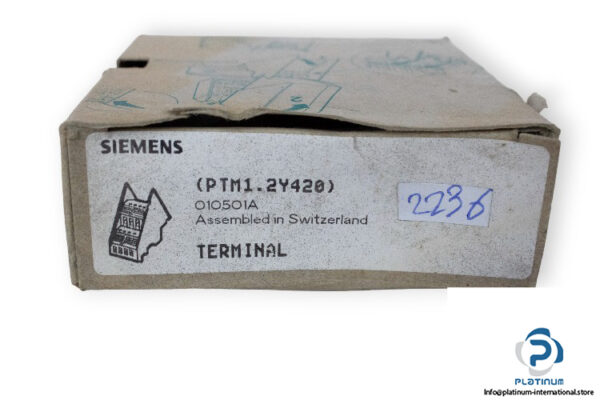 SIEMENS
(PTM1.2Y420)
010501A
Assembled in Switzerland
TERMINAL
2236
PLATINUM
Info@platinum-international.store